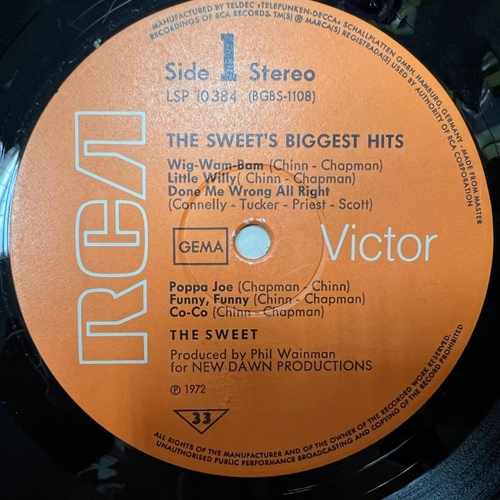 MANUFACTURED BY TELDEC »TELEFUNKEN-DECCA« SCHALLPLATTEN GMBH, HAMBURG, GERMANY · MADE FROM MASTER
RECORDINGS OF RCA RECORDS. TM(S) ® MARCA(S) REGISTRADA(S) USED BY AUTHORITY OF RCA CORPORATION
Side 1 Stereo
LSP 10384 (BGBS-1108)
THE SWEET'S BIGGEST HITS
Wig-Wam-Bam (Chinn - Chapman)
Little Willy( Chinn - Chapman)
Done Me Wrong All Right
(Connelly - Tucker - Priest - Scott)
RCA
GEMA
Victor
Poppa Joe (Chapman - Chinn)
Funny, Funny (Chinn - Chapman)
Co-Co (Chinn - Chapman)
THE SWEET
Produced by Phil Wainman
for NEW DAWN PRODUCTIONS
℗ 1972
33
ALL RIGHTS OF THE MANUFACTURER AND OF THE OWNER OF THE RECORDED WORK RESERVED
UNAUTHORISED PUBLIC PERFORMANCE BROADCASTING AND COPYING OF THIS RECORD PROHIBITED